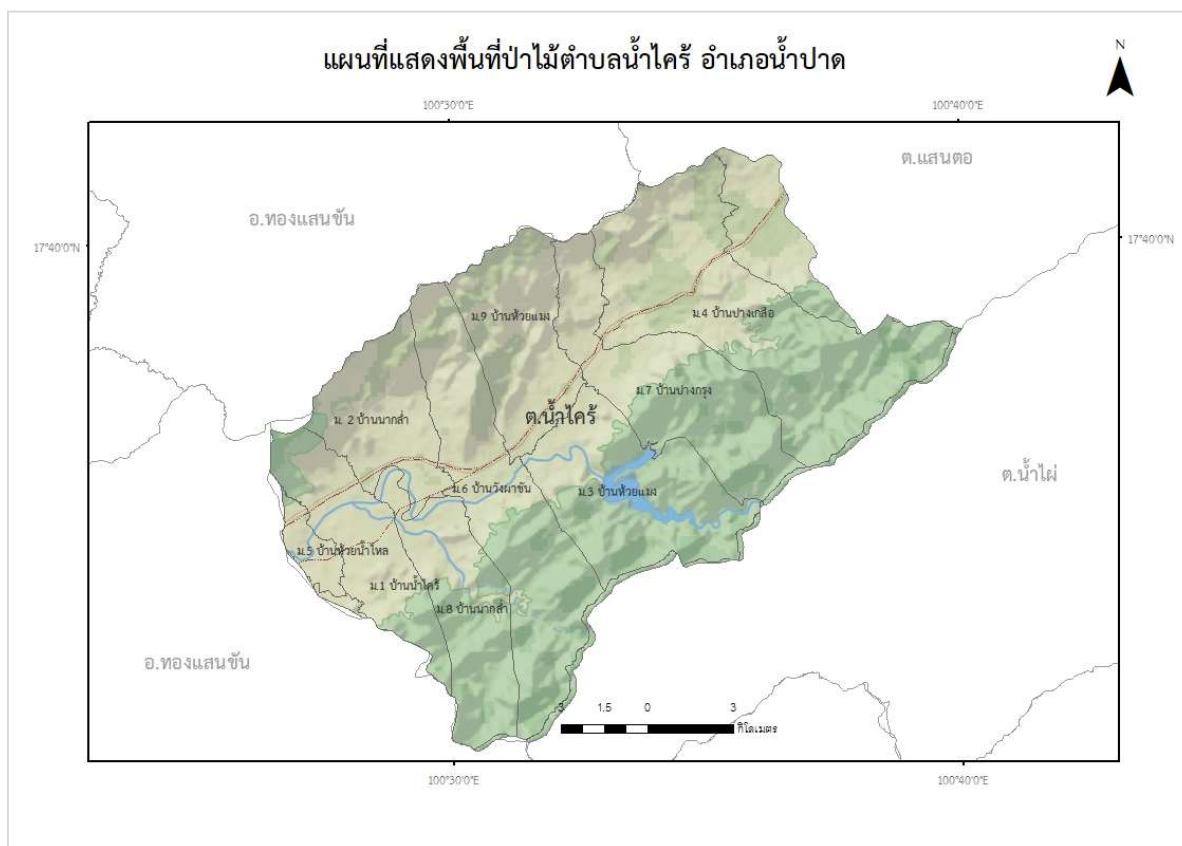 แผนที่แสดงพื้นที่ป่าไม้ตำบลน้ำไคร้ อำเภอน้ำปาด
N
100°30'0"E
100°40'0"E
ต.แสนตอ
อ.ทองแสนขัน
17°40'0"N
17°40'0"N
ม.9 บ้านห้วยแมง
ม.4 บ้านปางเกลือ
ม.7 บ้านปางกรุง
ม. 2 บ้านนากล่ำ
ต.น้ำไคร้
ต.น้ำไผ่
ม.6 บ้านวังผาชัน
ม.3 บ้านห้วยแมง
ม.5 บ้านห้วยน้ำไหล
ม.1 บ้านน้ำไคร้
ม.8 บ้านนากล่ำ
อ.ทองแสนขัน
3 1.5 0 3
กิโลเมตร
100°30'0"E
100°40'0"E